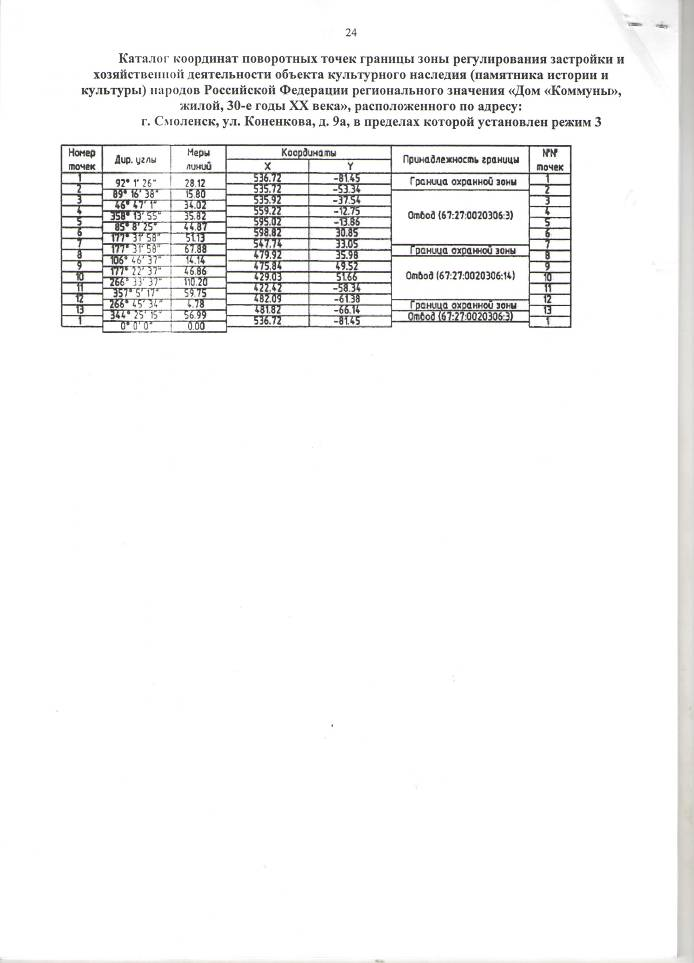 24
Каталог координат поворотных точек границы зоны регулирования застройки и
хозяйственной деятельности объекта культурного наследия (памятника истории и
культуры) народов Российской Федерации регионального значения «Дом «Коммуны»,
жилой, 30-е годы XX века», расположенного по адресу:
г. Смоленск, ул. Коненкова, д. 9а, в пределах которой установлен режим 3
Номер точек Дир. углы Меры линий Координаты Принадлежность границы №№ точек
X Y
1 536.72 -81.45 1
92° 1' 26" 28.12 Граница охранной зоны
2 535.72 -53.34 2
89° 16' 38" 15.80
3 535.92 -37.54 3
46° 47' 1" 34.02
4 559.22 -12.75 4
358° 13' 55" 35.82 Отвод (67:27:0020306:3)
5 595.02 -13.86 5
85° 8' 25" 44.87
6 598.82 30.85 6
177° 31' 58" 51.13
7 547.74 33.05 7
177° 31' 58" 67.88 Граница охранной зоны
8 479.92 35.98 8
106° 46' 37" 14.14
9 475.84 49.52 9
177° 22' 37" 46.86 Отвод (67:27:0020306:14)
10 429.03 51.66 10
266° 33' 37" 110.20
11 422.42 -58.34 11
357° 5' 17" 59.75
12 482.09 -61.38 12
266° 45' 34" 4.78 Граница охранной зоны
13 481.82 -66.14 13
344° 25' 15" 56.99 Отвод (67:27:0020306:3)
1 536.72 -81.45 1
0° 0' 0" 0.00